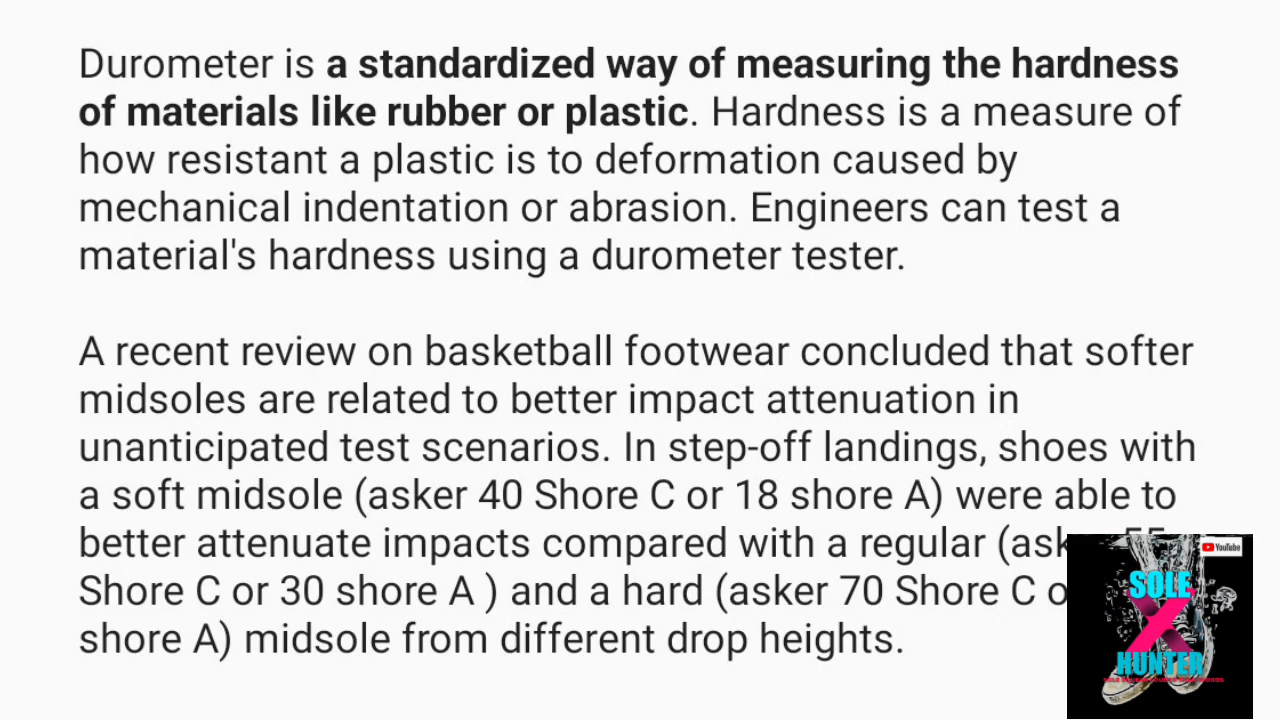 Durometer is a standardized way of measuring the hardness
of materials like rubber or plastic. Hardness is a measure of
how resistant a plastic is to deformation caused by
mechanical indentation or abrasion. Engineers can test a
material's hardness using a durometer tester.
A recent review on basketball footwear concluded that softer
midsoles are related to better impact attenuation in
unanticipated test scenarios. In step-off landings, shoes with
a soft midsole (asker 40 Shore C or 18 shore A) were able to
better attenuate impacts compared with a regular (
Shore C or 30 shore A ) and a hard (asker 70 Shore C
shore A) midsole from different drop heights.
YouTube
SOLE
X
HUNTER